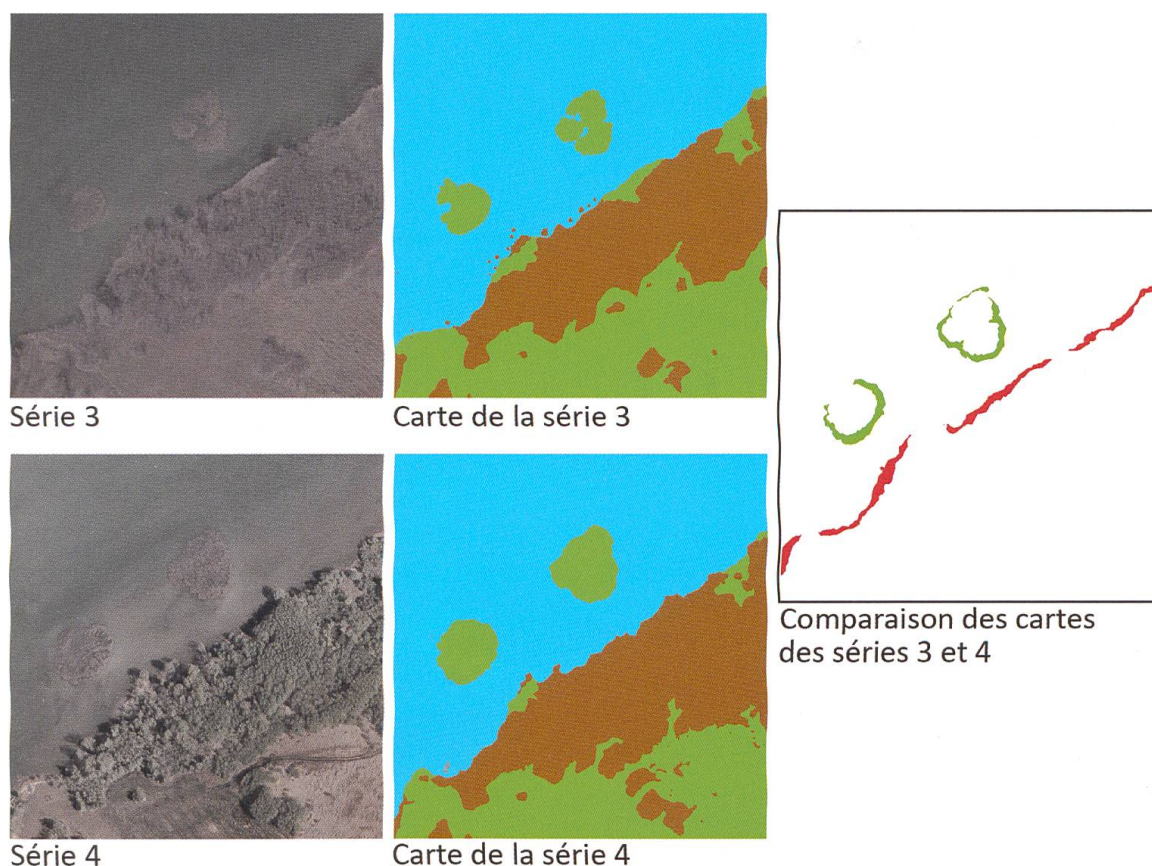 Série 3
Carte de la série 3
Série 4
Carte de la série 4
Comparaison des cartes
des séries 3 et 4